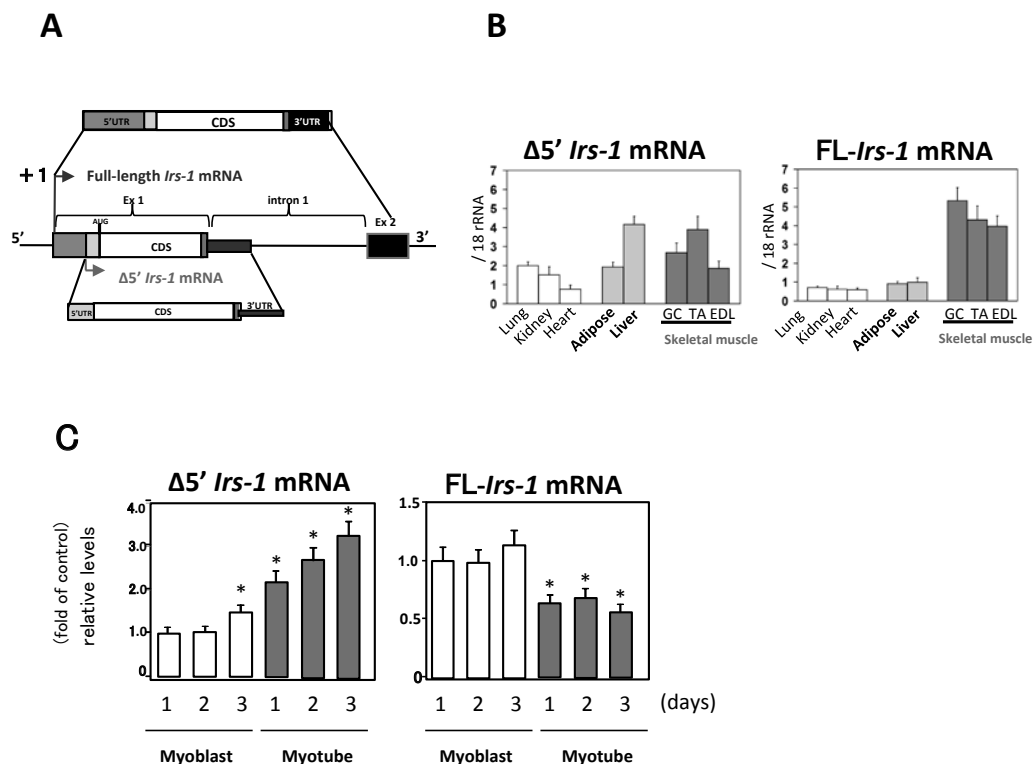 A
5'UTR CDS 3'UTR
+1 Full-length Irs-1 mRNA
Ex 1 intron 1
AUG Ex 2
5' CDS 3'
Δ5' Irs-1 mRNA
5'UTR CDS 3'UTR
B
Δ5' Irs-1 mRNA
/ 18 rRNA
7
6
5
4
3
2
1
0
Lung Kidney Heart Adipose Liver GC TA EDL
Skeletal muscle
FL-Irs-1 mRNA
/ 18 rRNA
7
6
5
4
3
2
1
0
Lung Kidney Heart Adipose Liver GC TA EDL
Skeletal muscle
C
Δ5' Irs-1 mRNA
(fold of control)
relative levels
4.0
3.0
2.0
1.0
0
* * * *
1 2 3 1 2 3
Myoblast Myotube
FL-Irs-1 mRNA
1.5
1.0
0.5
0
* * *
1 2 3 1 2 3 (days)
Myoblast Myotube